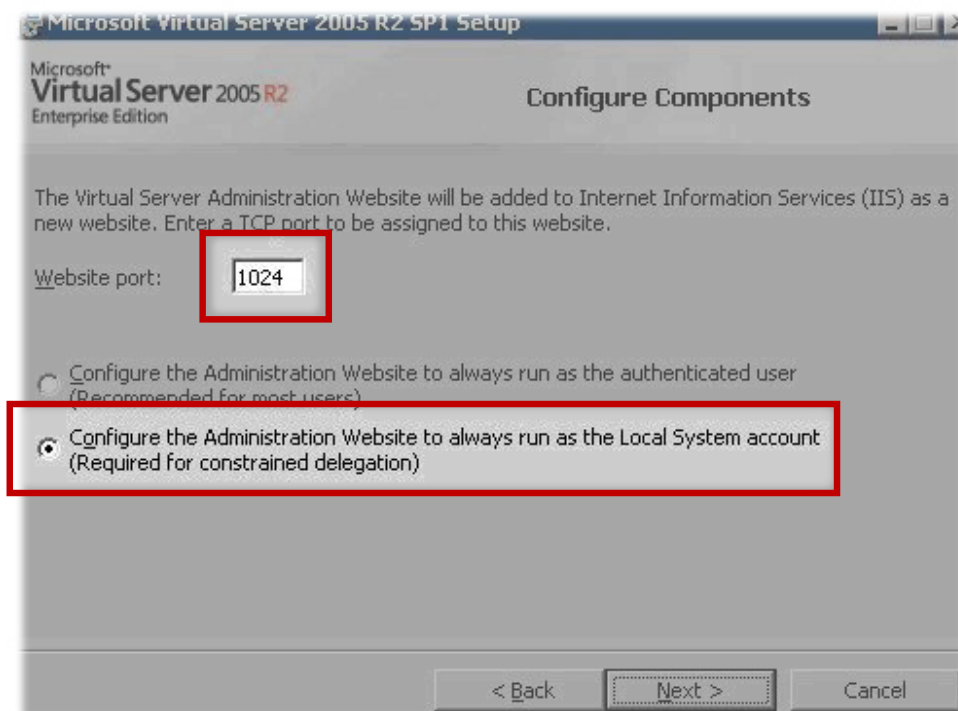 Microsoft Virtual Server 2005 R2 SP1 Setup
Microsoft
Virtual Server 2005 R2
Enterprise Edition
Configure Components
The Virtual Server Administration Website will be added to Internet Information Services (IIS) as a
new website. Enter a TCP port to be assigned to this website.
Website port: 1024
Configure the Administration Website to always run as the authenticated user
(Recommended for most users)
Configure the Administration Website to always run as the Local System account
(Required for constrained delegation)
< Back Next > Cancel